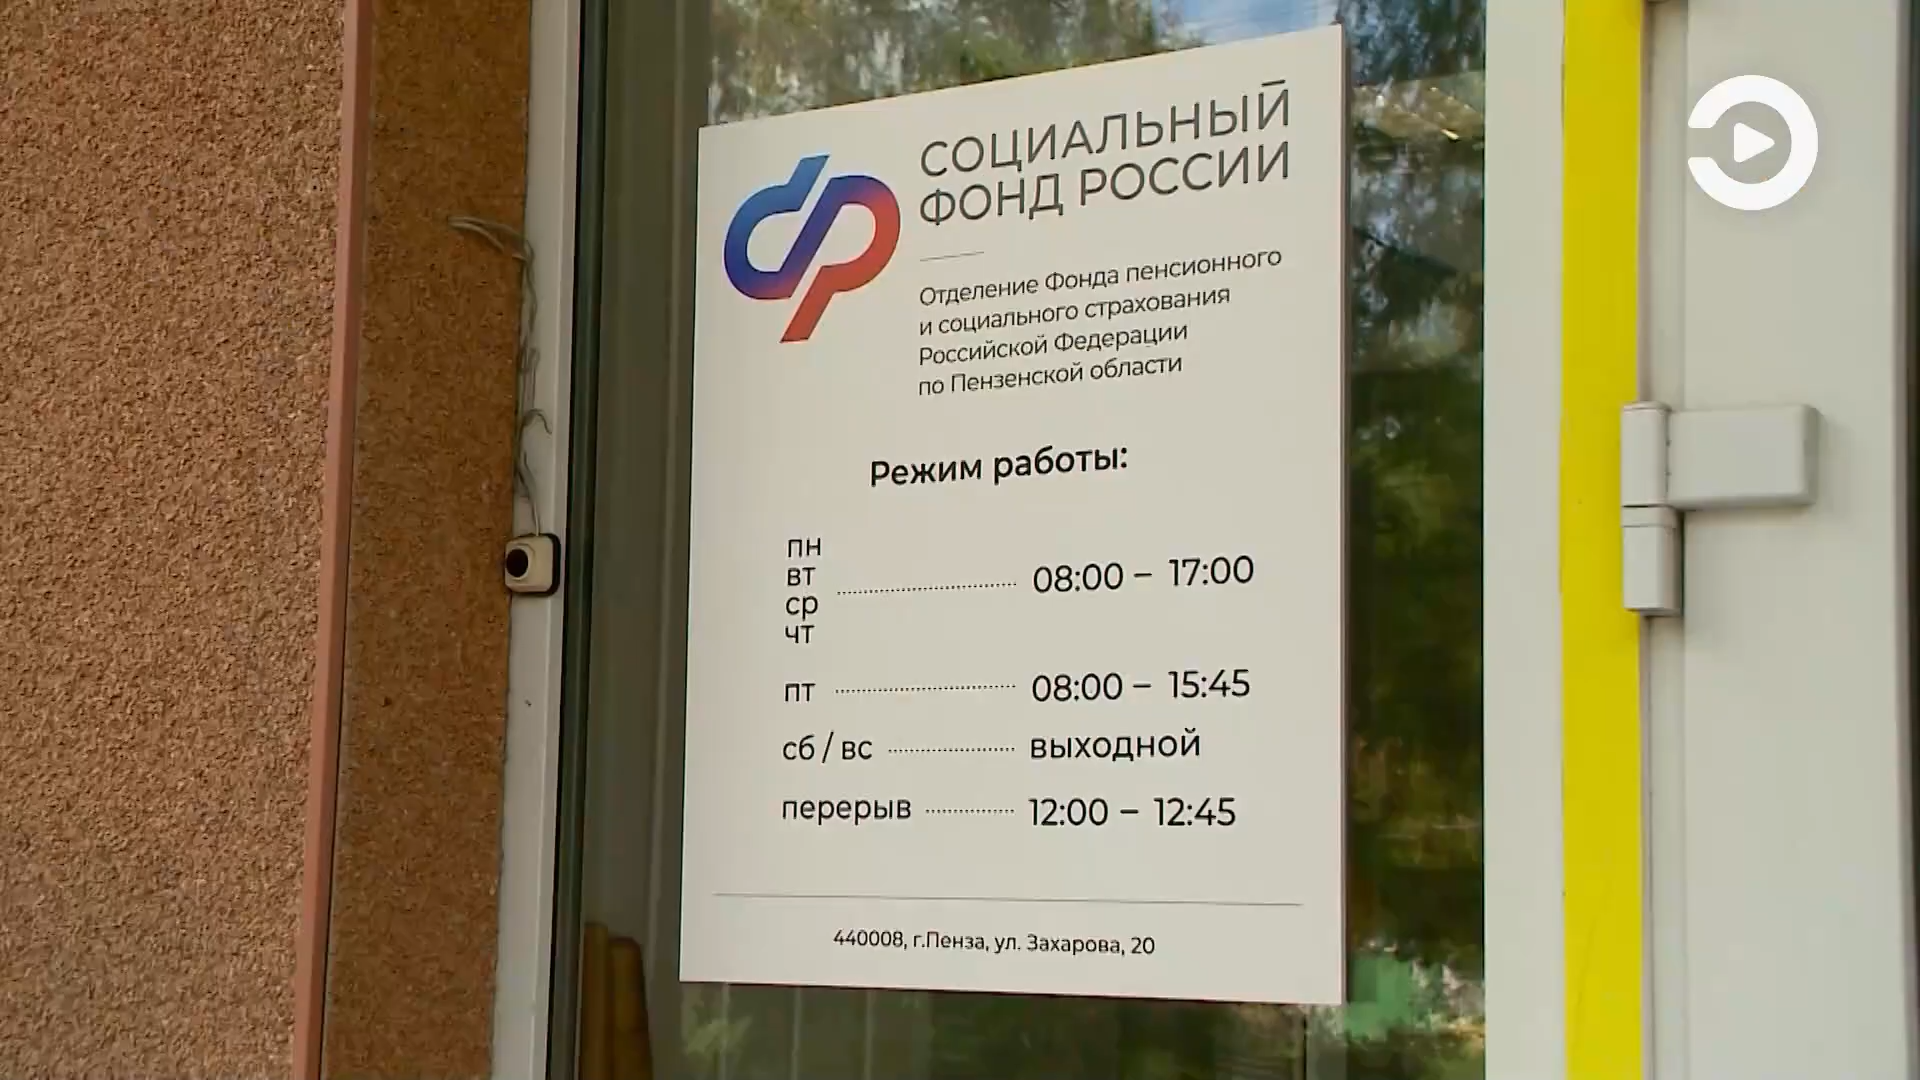 СОЦИАЛЬНЫЙ
ФОНД РОССИИ
Отделение Фонда пенсионного
и социального страхования
Российской Федерации
по Пензенской области
Режим работы:
пн
вт
ср
чт
08:00 – 17:00
пт 08:00 – 15:45
сб / вс выходной
перерыв 12:00 – 12:45
440008, г.Пенза, ул. Захарова, 20